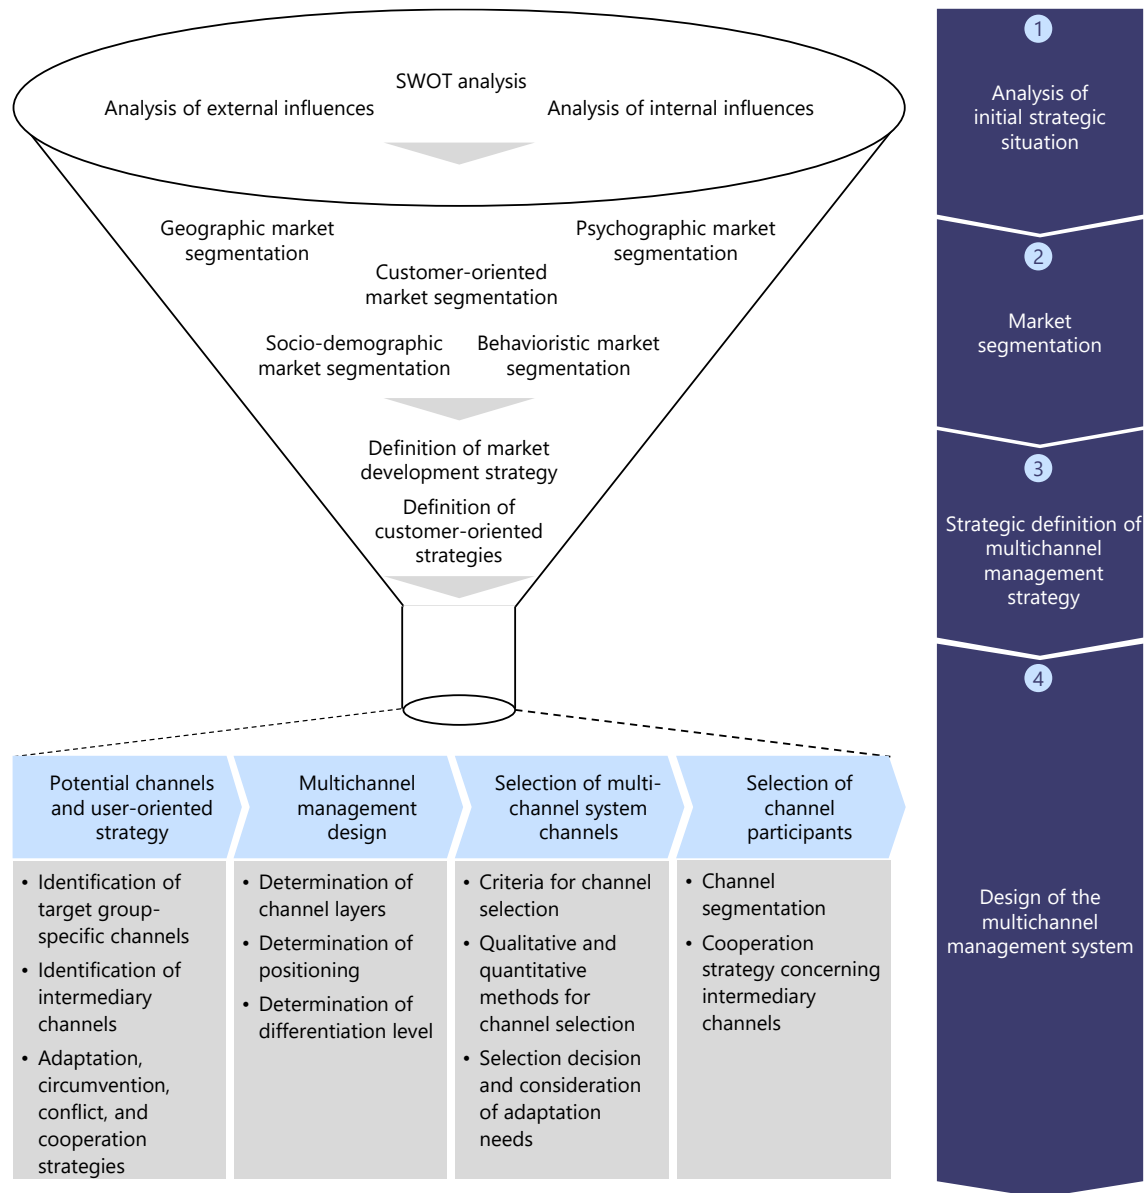 SWOT analysis
Analysis of external influences
Analysis of internal influences
Geographic market
segmentation
Psychographic market
segmentation
Customer-oriented
market segmentation
Socio-demographic
market segmentation
Behavioristic market
segmentation
Definition of market
development strategy
Definition of
customer-oriented
strategies
1
Analysis of
initial strategic
situation
2
Market
segmentation
3
Strategic definition of
multichannel
management
strategy
4
Design of the
multichannel
management system
Potential channels
and user-oriented
strategy
• Identification of
target group-
specific channels
• Identification of
intermediary
channels
• Adaptation,
circumvention,
conflict, and
cooperation
strategies
Multichannel
management
design
• Determination of
channel layers
• Determination of
positioning
• Determination of
differentiation level
Selection of multi-
channel system
channels
• Criteria for channel
selection
• Qualitative and
quantitative
methods for
channel selection
• Selection decision
and consideration
of adaptation
needs
Selection of
channel
participants
• Channel
segmentation
• Cooperation
strategy concerning
intermediary
channels